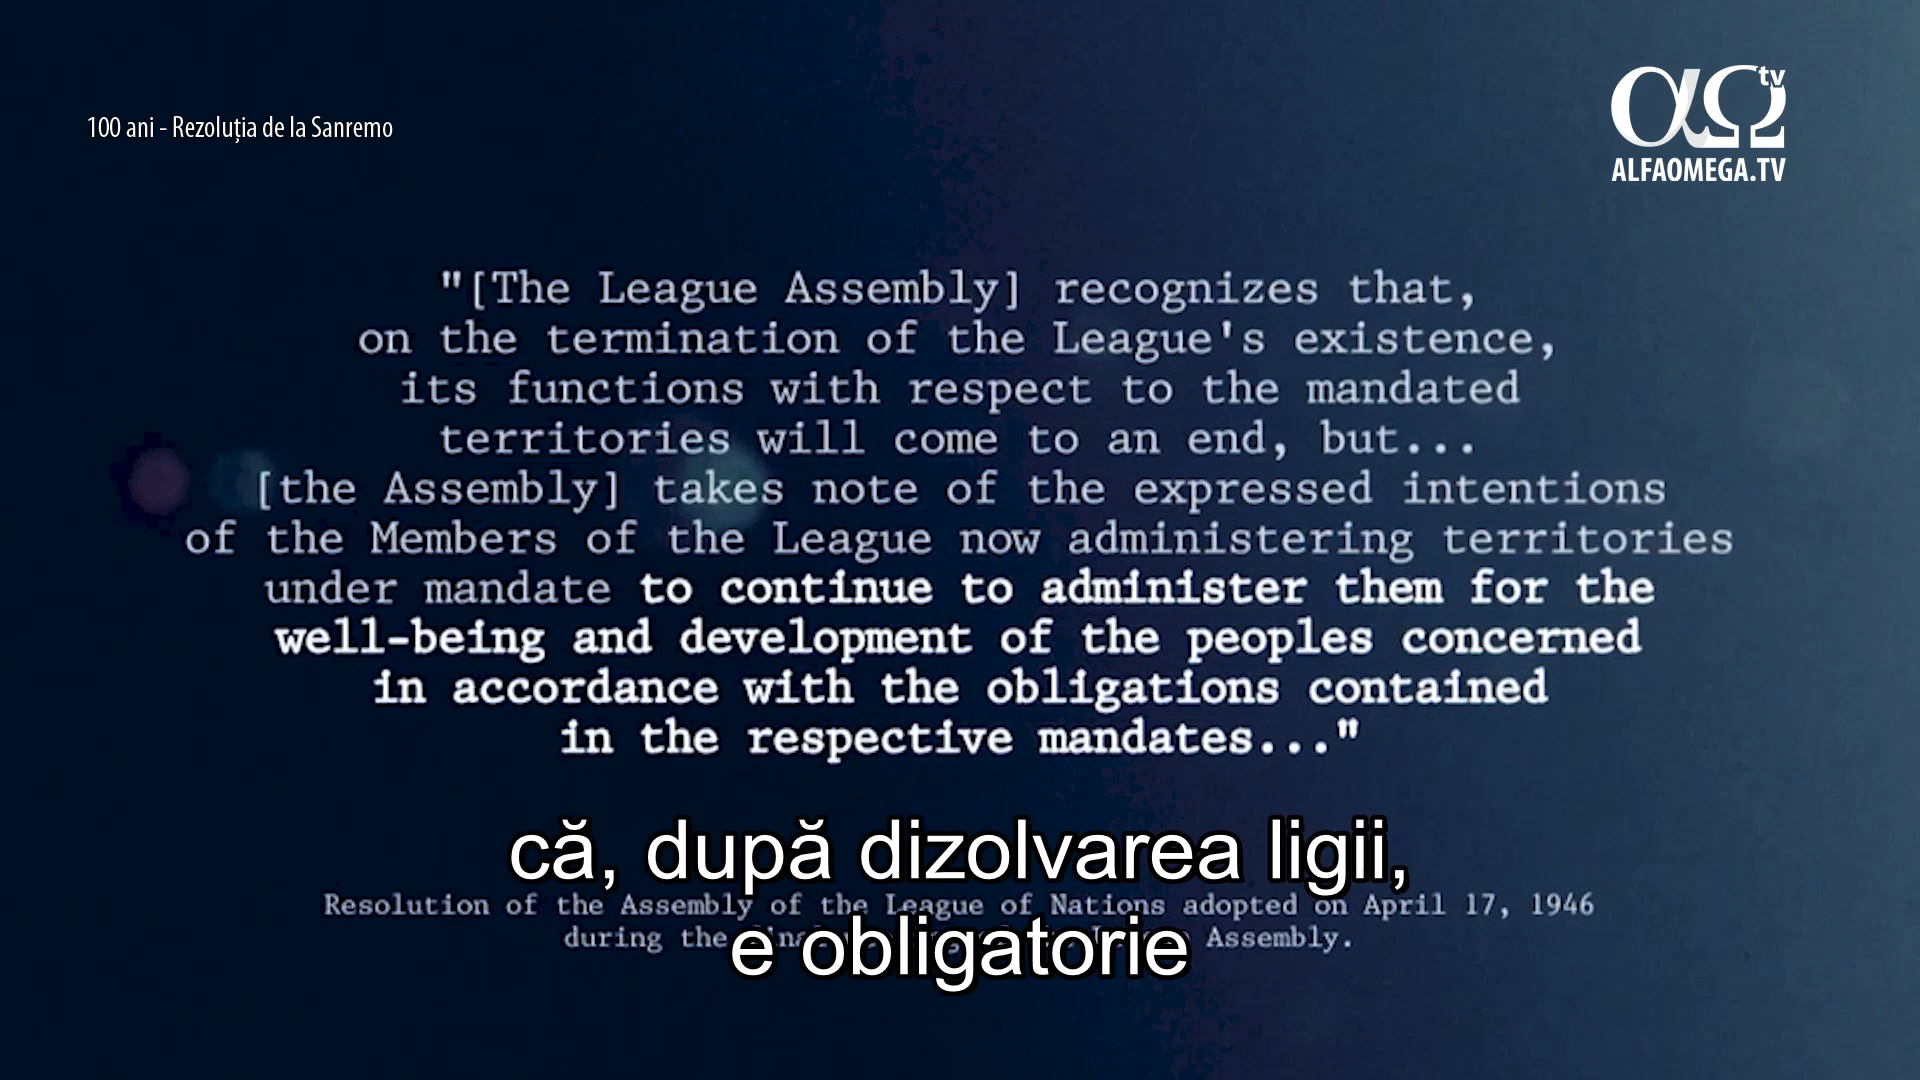 100 ani - Rezoluția de la Sanremo
αΩ tv
ALFAOMEGA.TV
"[The League Assembly] recognizes that,
on the termination of the League's existence,
its functions with respect to the mandated
territories will come to an end, but...
[the Assembly] takes note of the expressed intentions
of the Members of the League now administering territories
under mandate to continue to administer them for the
well-being and development of the peoples concerned
in accordance with the obligations contained
in the respective mandates..."
că, după dizolvarea ligii,
Resolution of the Assembly of the League of Nations adopted on April 17, 1946
e obligatorie
during the Assembly.